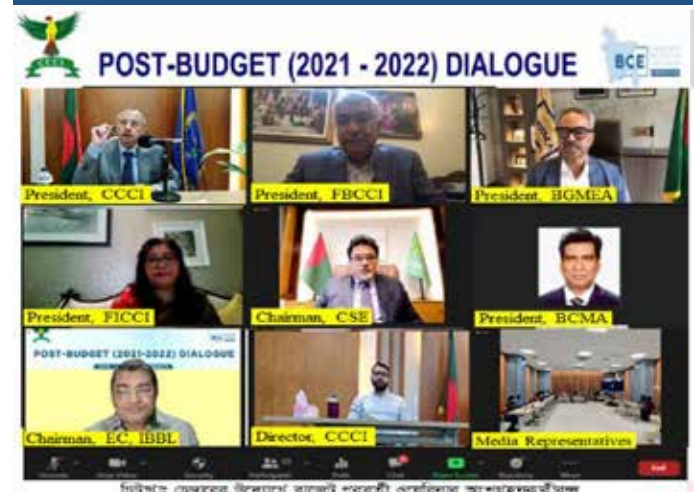 CCCI
POST-BUDGET (2021 - 2022) DIALOGUE
BCE
President, CCCI
President, FBCCI
President, BGMEA
President, FICCI
Chairman, CSE
President, BCMA
POST-BUDGET (2021-2022) DIALOGUE
Chairman, EC, IBBL
Director, CCCI
Media Representatives
End